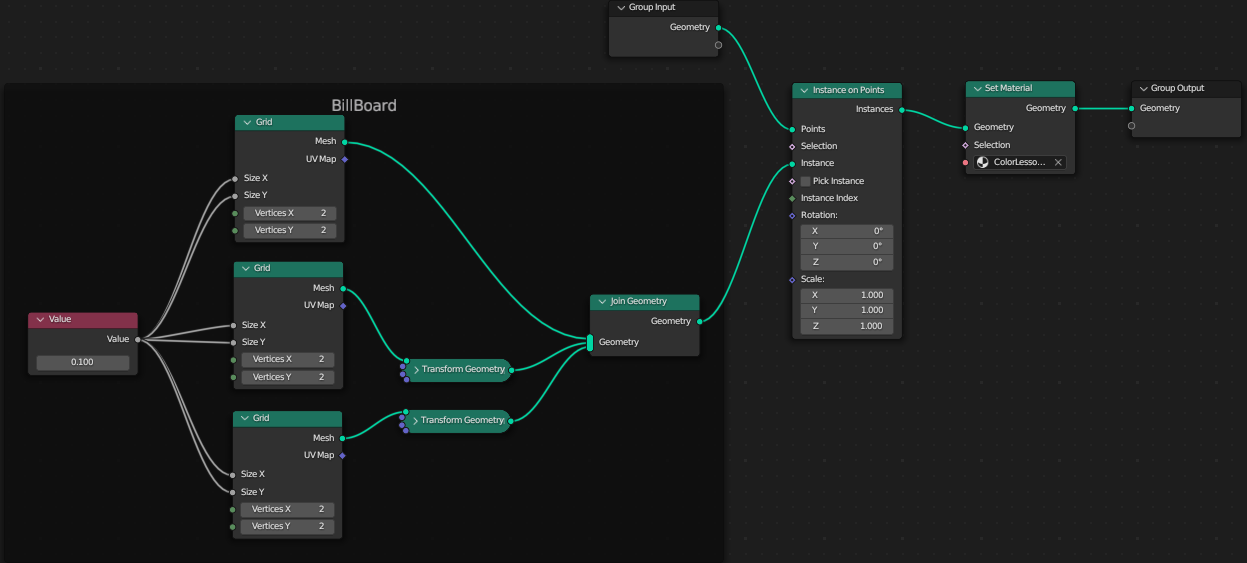 Group Input
Geometry
BillBoard
Grid
Mesh
UV Map
Size X
Size Y
Vertices X 2
Vertices Y 2
Grid
Mesh
UV Map
Size X
Size Y
Vertices X 2
Vertices Y 2
Grid
Mesh
UV Map
Size X
Size Y
Vertices X 2
Vertices Y 2
Value
Value
0.100
Transform Geometry
Transform Geometry
Join Geometry
Geometry
Geometry
Instance on Points
Instances
Points
Selection
Instance
Pick Instance
Instance Index
Rotation:
X 0°
Y 0°
Z 0°
Scale:
X 1.000
Y 1.000
Z 1.000
Set Material
Geometry
Geometry
Selection
ColorLesso...
Group Output
Geometry